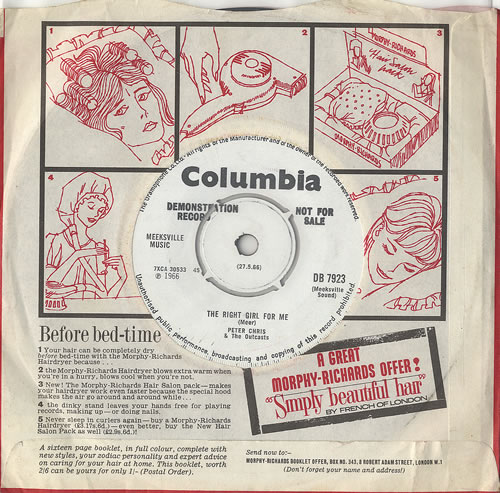 1
2
3
MORPHY-RICHARDS
Hair Salon
Pack
MORPHY-RICHARDS
4
5
The Gramophone Co. Ltd. All rights of the Manufacturer and of the owner of the recorded work reserved.
Unauthorised public performance, broadcasting and copying of this record prohibited
Columbia
DEMONSTRATION
RECORD
NOT FOR
SALE
MEEKSVILLE
MUSIC
7XCA 30533 45
℗ 1966
(27.5.66)
DB 7923
(Meeksville
Sound)
THE RIGHT GIRL FOR ME
(Meer)
PETER CHRIS
& The Outcasts
Before bed-time
1 Your hair can be completely dry
before bed-time with the Morphy-Richards
Hairdryer because . . .
2 the Morphy-Richards Hairdryer blows extra warm when
you're in a hurry, blows cool when you're not.
3 New! The Morphy-Richards Hair Salon pack—makes
your hairdryer work even faster because the special hood
makes the air go around and around while . . .
4 the dinky stand leaves your hands free for playing
records, making up—or doing nails.
5 Never sleep in curlers again—buy a Morphy-Richards
Hairdryer (£3.17s.6d.)—even better, buy the New Hair
Salon Pack as well (£2.9s.6d.)!
A GREAT
MORPHY-RICHARDS OFFER!
"Simply beautiful hair"
BY FRENCH OF LONDON
A sixteen page booklet, in full colour, complete with
new styles, your zodiac personality and expert advice
on caring for your hair at home. This booklet, worth
2/6 can be yours for only 1/- (Postal Order).
Send now to:-
MORPHY-RICHARDS BOOKLET OFFER, BOX NO. 343, 8 ROBERT ADAM STREET, LONDON W.1
(Don't forget your name and address!)